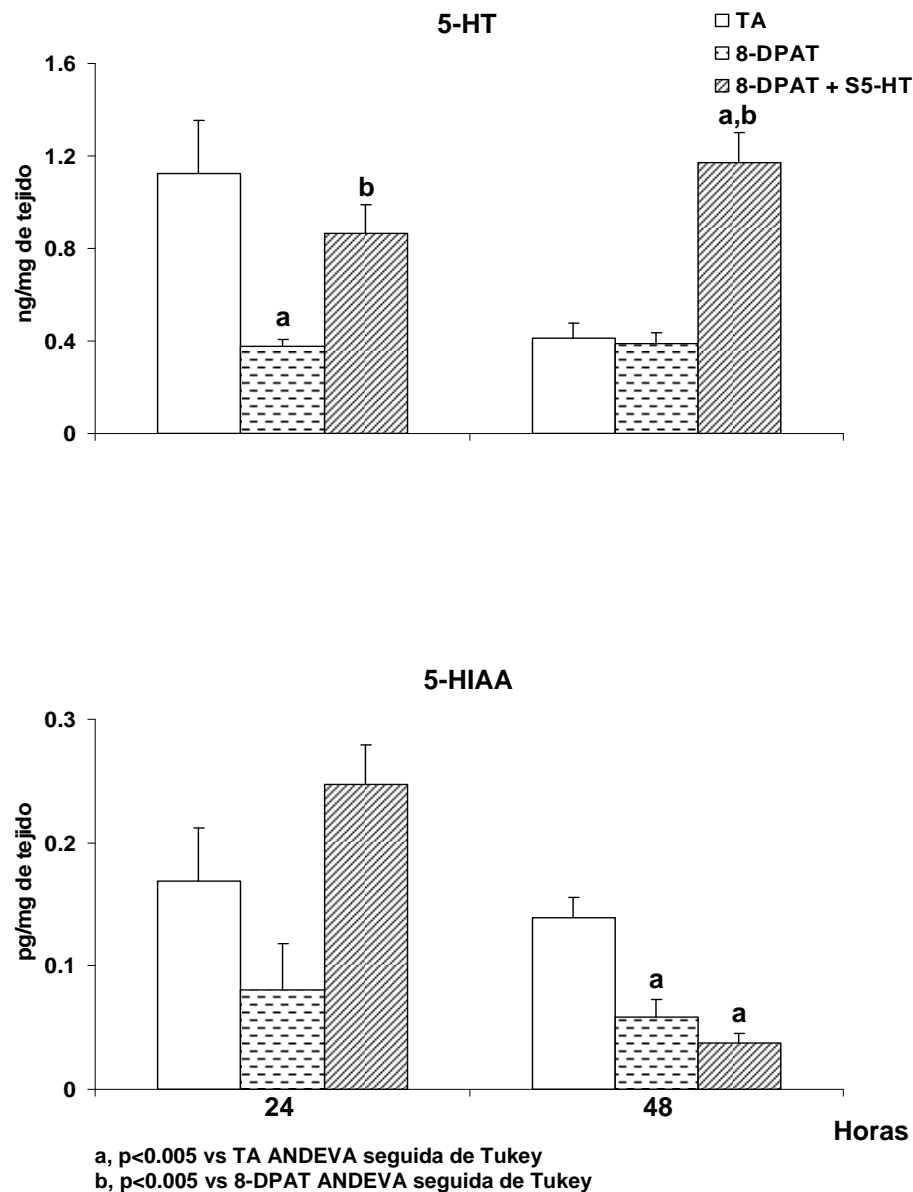 5-HT
TA
8-DPAT
8-DPAT + S5-HT
1.6
1.2
0.8
0.4
0
ng/mg de tejido
a
b
a,b
5-HIAA
0.3
0.2
0.1
0
pg/mg de tejido
a
a
24
48
Horas
a, p<0.005 vs TA ANDEVA seguida de Tukey
b, p<0.005 vs 8-DPAT ANDEVA seguida de Tukey